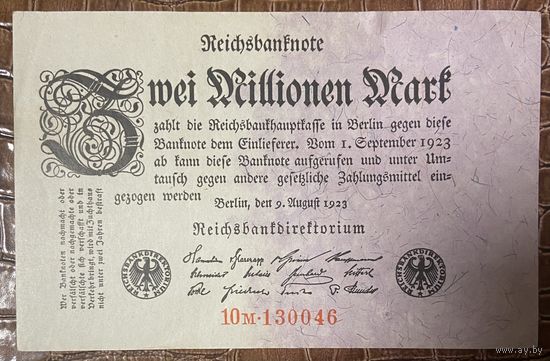 Reichsbanknote
Zwei Millionen Mark
zahlt die Reichsbankhauptkasse in Berlin gegen diese
Banknote dem Einlieferer. Vom 1. September 1923
ab kann diese Banknote aufgerufen und unter Um-
tausch gegen andere gesetzliche Zahlungsmittel ein-
gezogen werden
Berlin, den 9. August 1923
Reichsbankdirektorium
Wer Banknoten nachmacht oder
verfälscht oder nachgemachte oder
verfälschte sich verschafft und in
Verkehr bringt, wird mit Zuchthaus
nicht unter zwei Jahren bestraft
REICHSBANKDIREKTORIUM
REICHSBANKDIREKTORIUM
10M·130046
www.ay.by